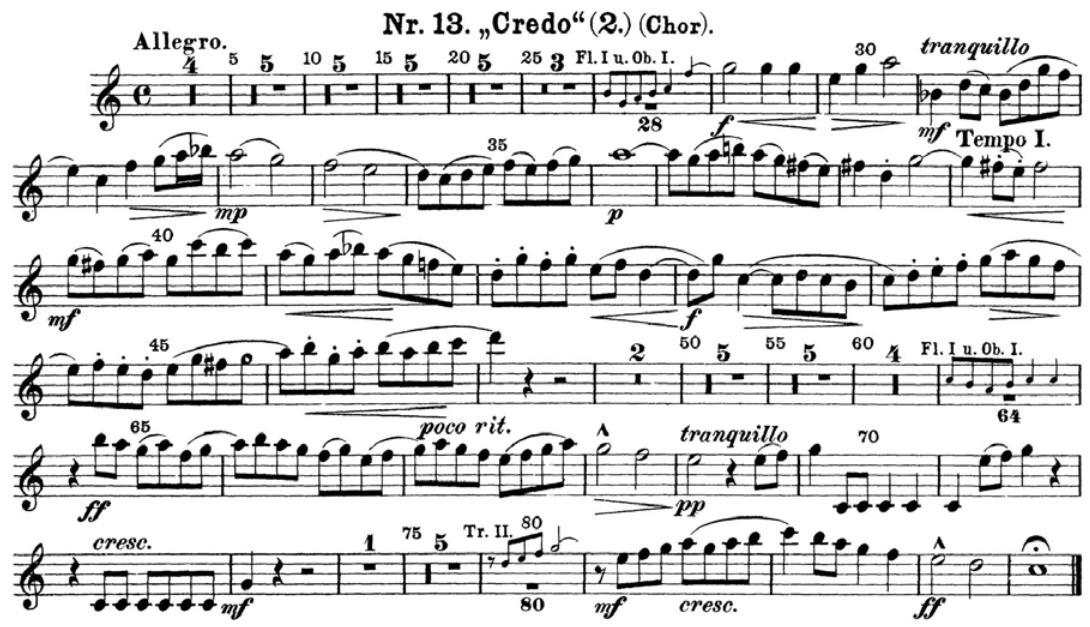 Nr. 13. „Credo“ (2.) (Chor).
Allegro.
4 5 5 10 5 15 5 20 5 25 3 Fl. I u. Ob. I. 28 f 30 tranquillo mf
mp 35 p Tempo I.
mf 40 f
45 2 50 5 55 5 60 4 Fl. I u. Ob. I. 64
ff 65 poco rit. pp tranquillo 70
cresc. mf 1 75 5 Tr. II. 80 80 mf cresc. ff